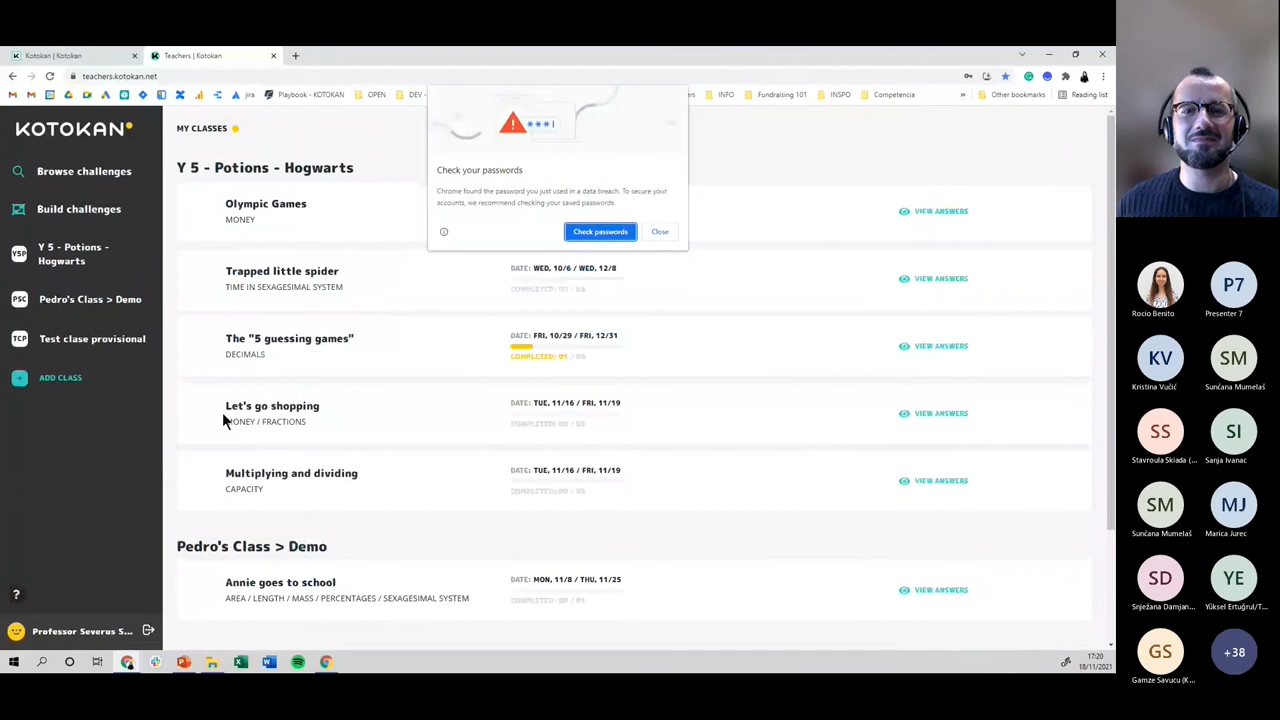 Kotokan | Kotokan
Teachers | Kotokan
teachers.kotokan.net
jira
Playbook - KOTOKAN
OPEN
DEV -
INFO
Fundraising 101
INSPO
Competencia
»
Other bookmarks
Reading list
KOTOKAN
Browse challenges
Build challenges
Y5P
Y 5 - Potions -
Hogwarts
PSC
Pedro's Class > Demo
TCP
Test clase provisional
ADD CLASS
?
Professor Severus S...
MY CLASSES
Y 5 - Potions - Hogwarts
Olympic Games
MONEY
VIEW ANSWERS
Trapped little spider
TIME IN SEXAGESIMAL SYSTEM
DATE: WED, 10/6 / WED, 12/8
VIEW ANSWERS
The "5 guessing games"
DECIMALS
DATE: FRI, 10/29 / FRI, 12/31
VIEW ANSWERS
Let's go shopping
MONEY / FRACTIONS
DATE: TUE, 11/16 / FRI, 11/19
VIEW ANSWERS
Multiplying and dividing
CAPACITY
DATE: TUE, 11/16 / FRI, 11/19
VIEW ANSWERS
Pedro's Class > Demo
Annie goes to school
AREA / LENGTH / MASS / PERCENTAGES / SEXAGESIMAL SYSTEM
DATE: MON, 11/8 / THU, 11/25
VIEW ANSWERS
***|
Check your passwords
Chrome found the password you just used in a data breach. To secure your
accounts, we recommend checking your saved passwords.
Check passwords
Close
17:20
18/11/2021
Rocio Benito
P7
Presenter 7
KV
Kristina Vučić
SM
Sunčana Mumelaš
SS
Stavroula Skiada (...
SI
Sanja Ivanac
SM
Sunčana Mumelaš
MJ
Marica Jurec
SD
Snježana Damjan...
YE
Yüksel Ertuğrul/T...
GS
Gamze Savucu (K...
+38